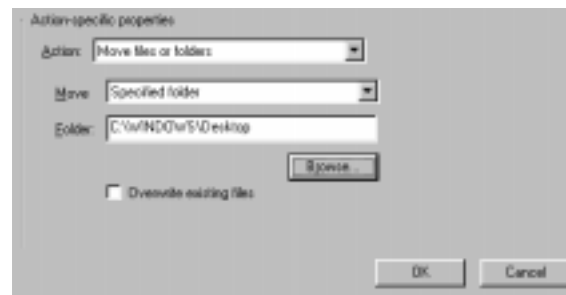 Action-specific properties
Action: Move files or folders
Move Specified folder
Folder: C:\WINDOWS\Desktop
Browse...
Overwrite existing files
OK Cancel